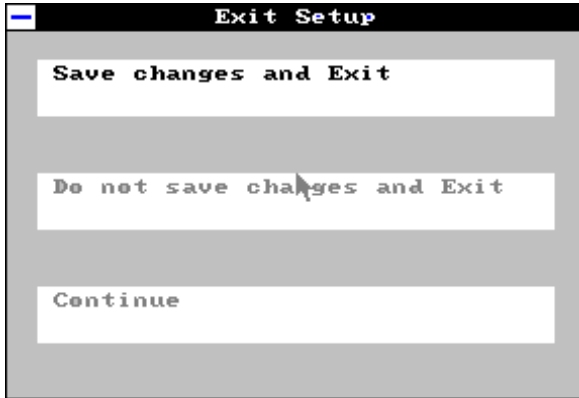 Exit Setup
Save changes and Exit
Do not save changes and Exit
Continue